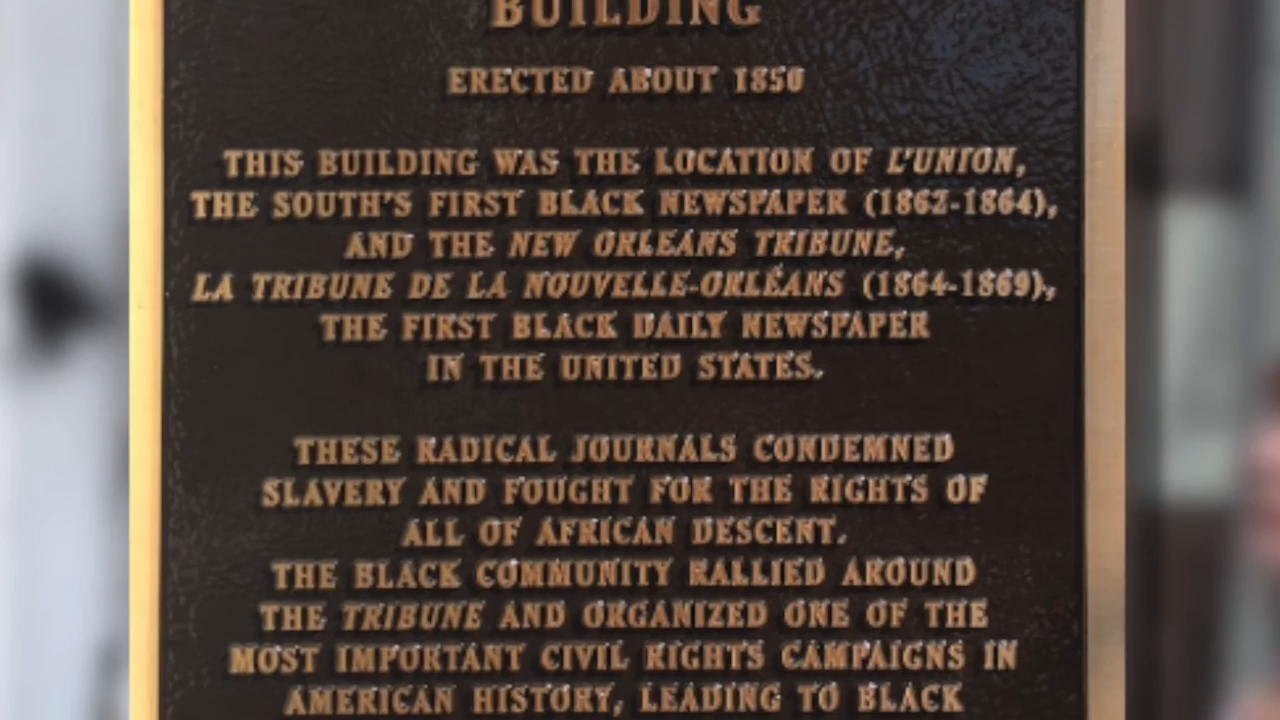 BUILDING
ERECTED ABOUT 1850
THIS BUILDING WAS THE LOCATION OF L'UNION,
THE SOUTH'S FIRST BLACK NEWSPAPER (1862-1864),
AND THE NEW ORLEANS TRIBUNE,
LA TRIBUNE DE LA NOUVELLE-ORLÉANS (1864-1869),
THE FIRST BLACK DAILY NEWSPAPER
IN THE UNITED STATES.
THESE RADICAL JOURNALS CONDEMNED
SLAVERY AND FOUGHT FOR THE RIGHTS OF
ALL OF AFRICAN DESCENT.
THE BLACK COMMUNITY RALLIED AROUND
THE TRIBUNE AND ORGANIZED ONE OF THE
MOST IMPORTANT CIVIL RIGHTS CAMPAIGNS IN
AMERICAN HISTORY, LEADING TO BLACK